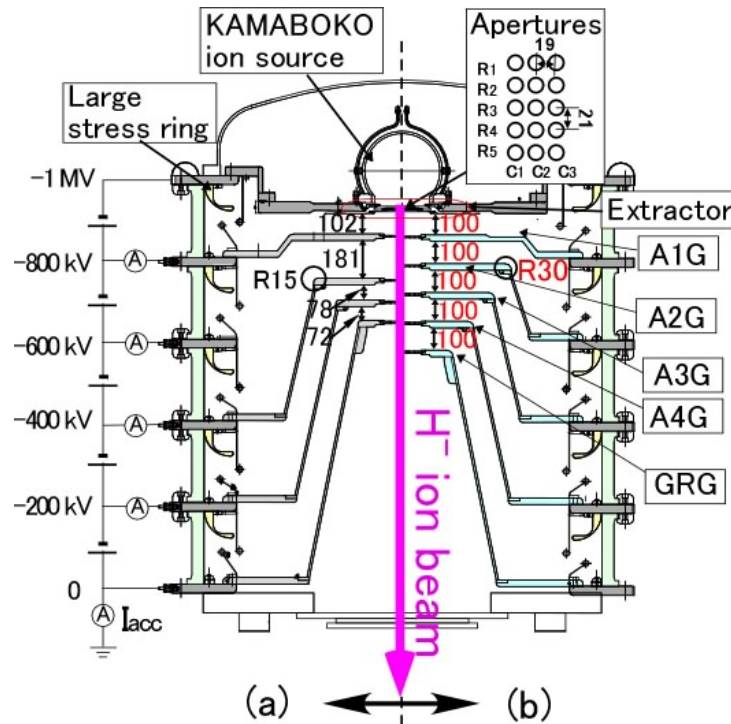 KAMABOKO
ion source
Apertures
19
R1
R2
R3
R4
R5
21
C1 C2 C3
Large
stress ring
-1 MV
Extractor
102
100
A1G
-800 kV
A
181
100
R15
R30
A2G
78
100
-600 kV
A
72
100
A3G
100
A4G
-400 kV
A
GRG
-200 kV
A
H⁻ ion beam
0
A
Iacc
(a)
(b)